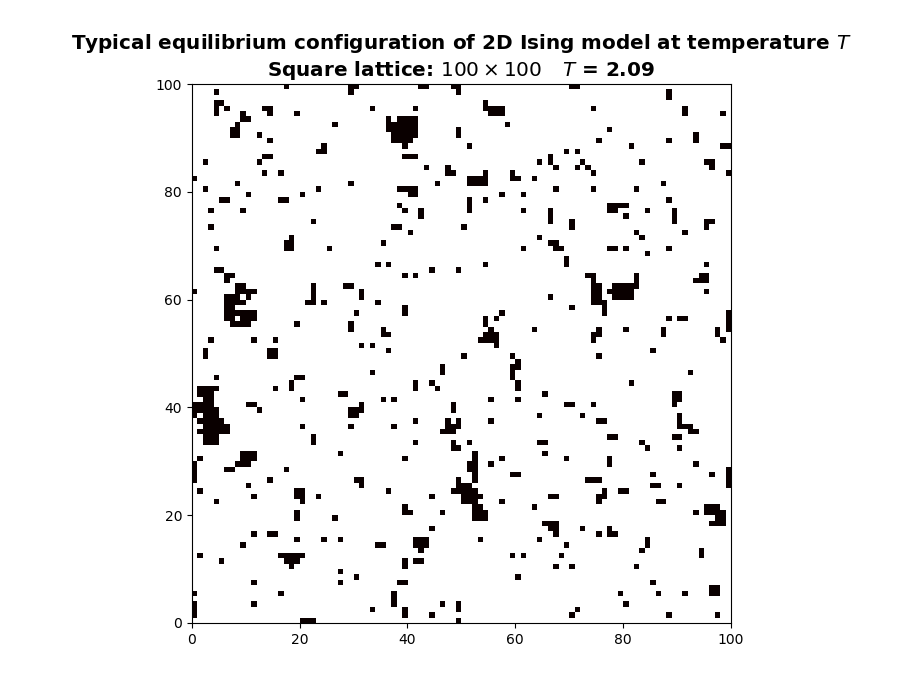 Typical equilibrium configuration of 2D Ising model at temperature T
Square lattice: 100 × 100 T = 2.09
100
80
60
40
20
0
0 20 40 60 80 100